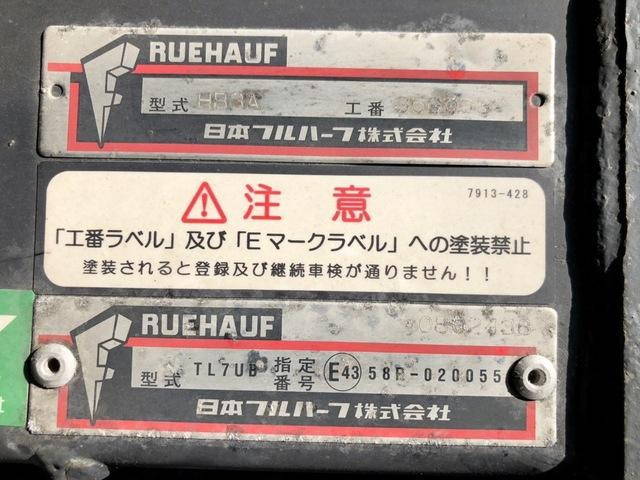 FRUEHAUF
型式 HS3A 工番
日本フルハーフ株式会社
注意 7913-428
「工番ラベル」及び「Eマークラベル」への塗装禁止
塗装されると登録及び継続車検が通りません!!
FRUEHAUF
型式 TL7UB 指定番号 E43 58R-020055
日本フルハーフ株式会社